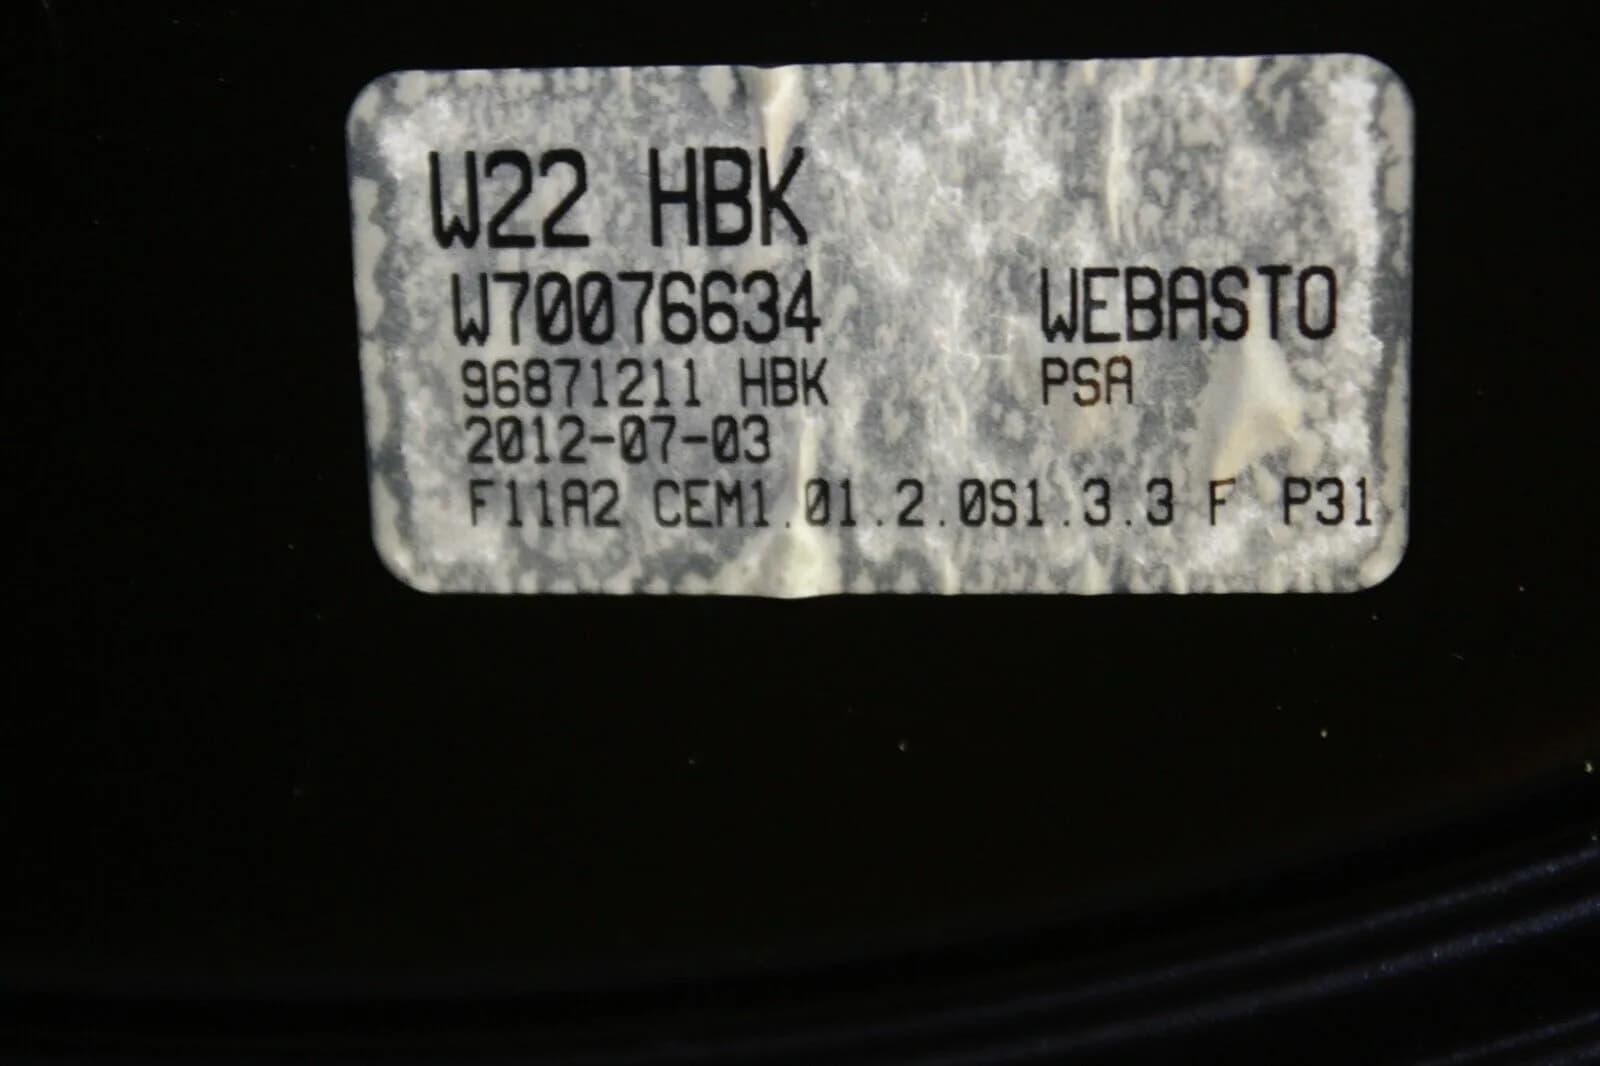 W22 HBK
W70076634 WEBASTO
96871211 HBK PSA
2012-07-03
F11A2 CEM1.01.2.0S1.3.3 F P31